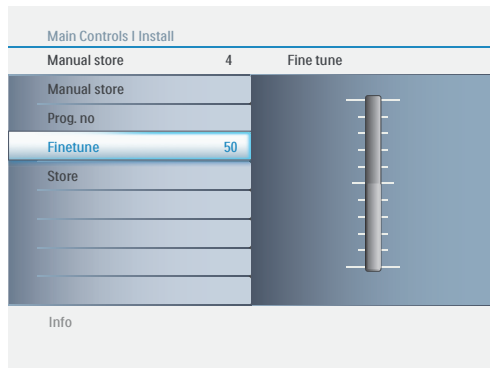 Main Controls I Install
Manual store 4 Fine tune
Manual store
Prog. no
Finetune 50
Store
Info